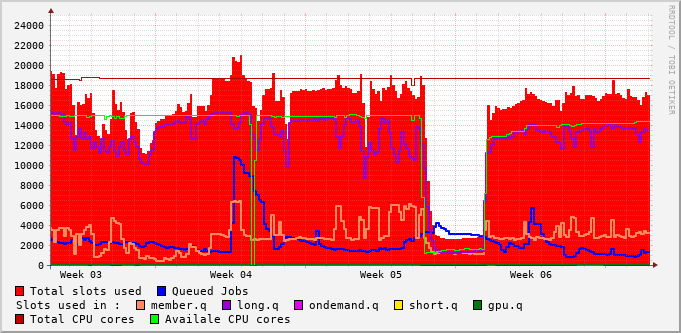 24000
22000
20000
18000
16000
14000
12000
10000
8000
6000
4000
2000
0
Week 03 Week 04 Week 05 Week 06
RRDTOOL / TOBI OETIKER
Total slots used Queued Jobs
Slots used in : member.q long.q ondemand.q short.q gpu.q
Total CPU cores Availale CPU cores